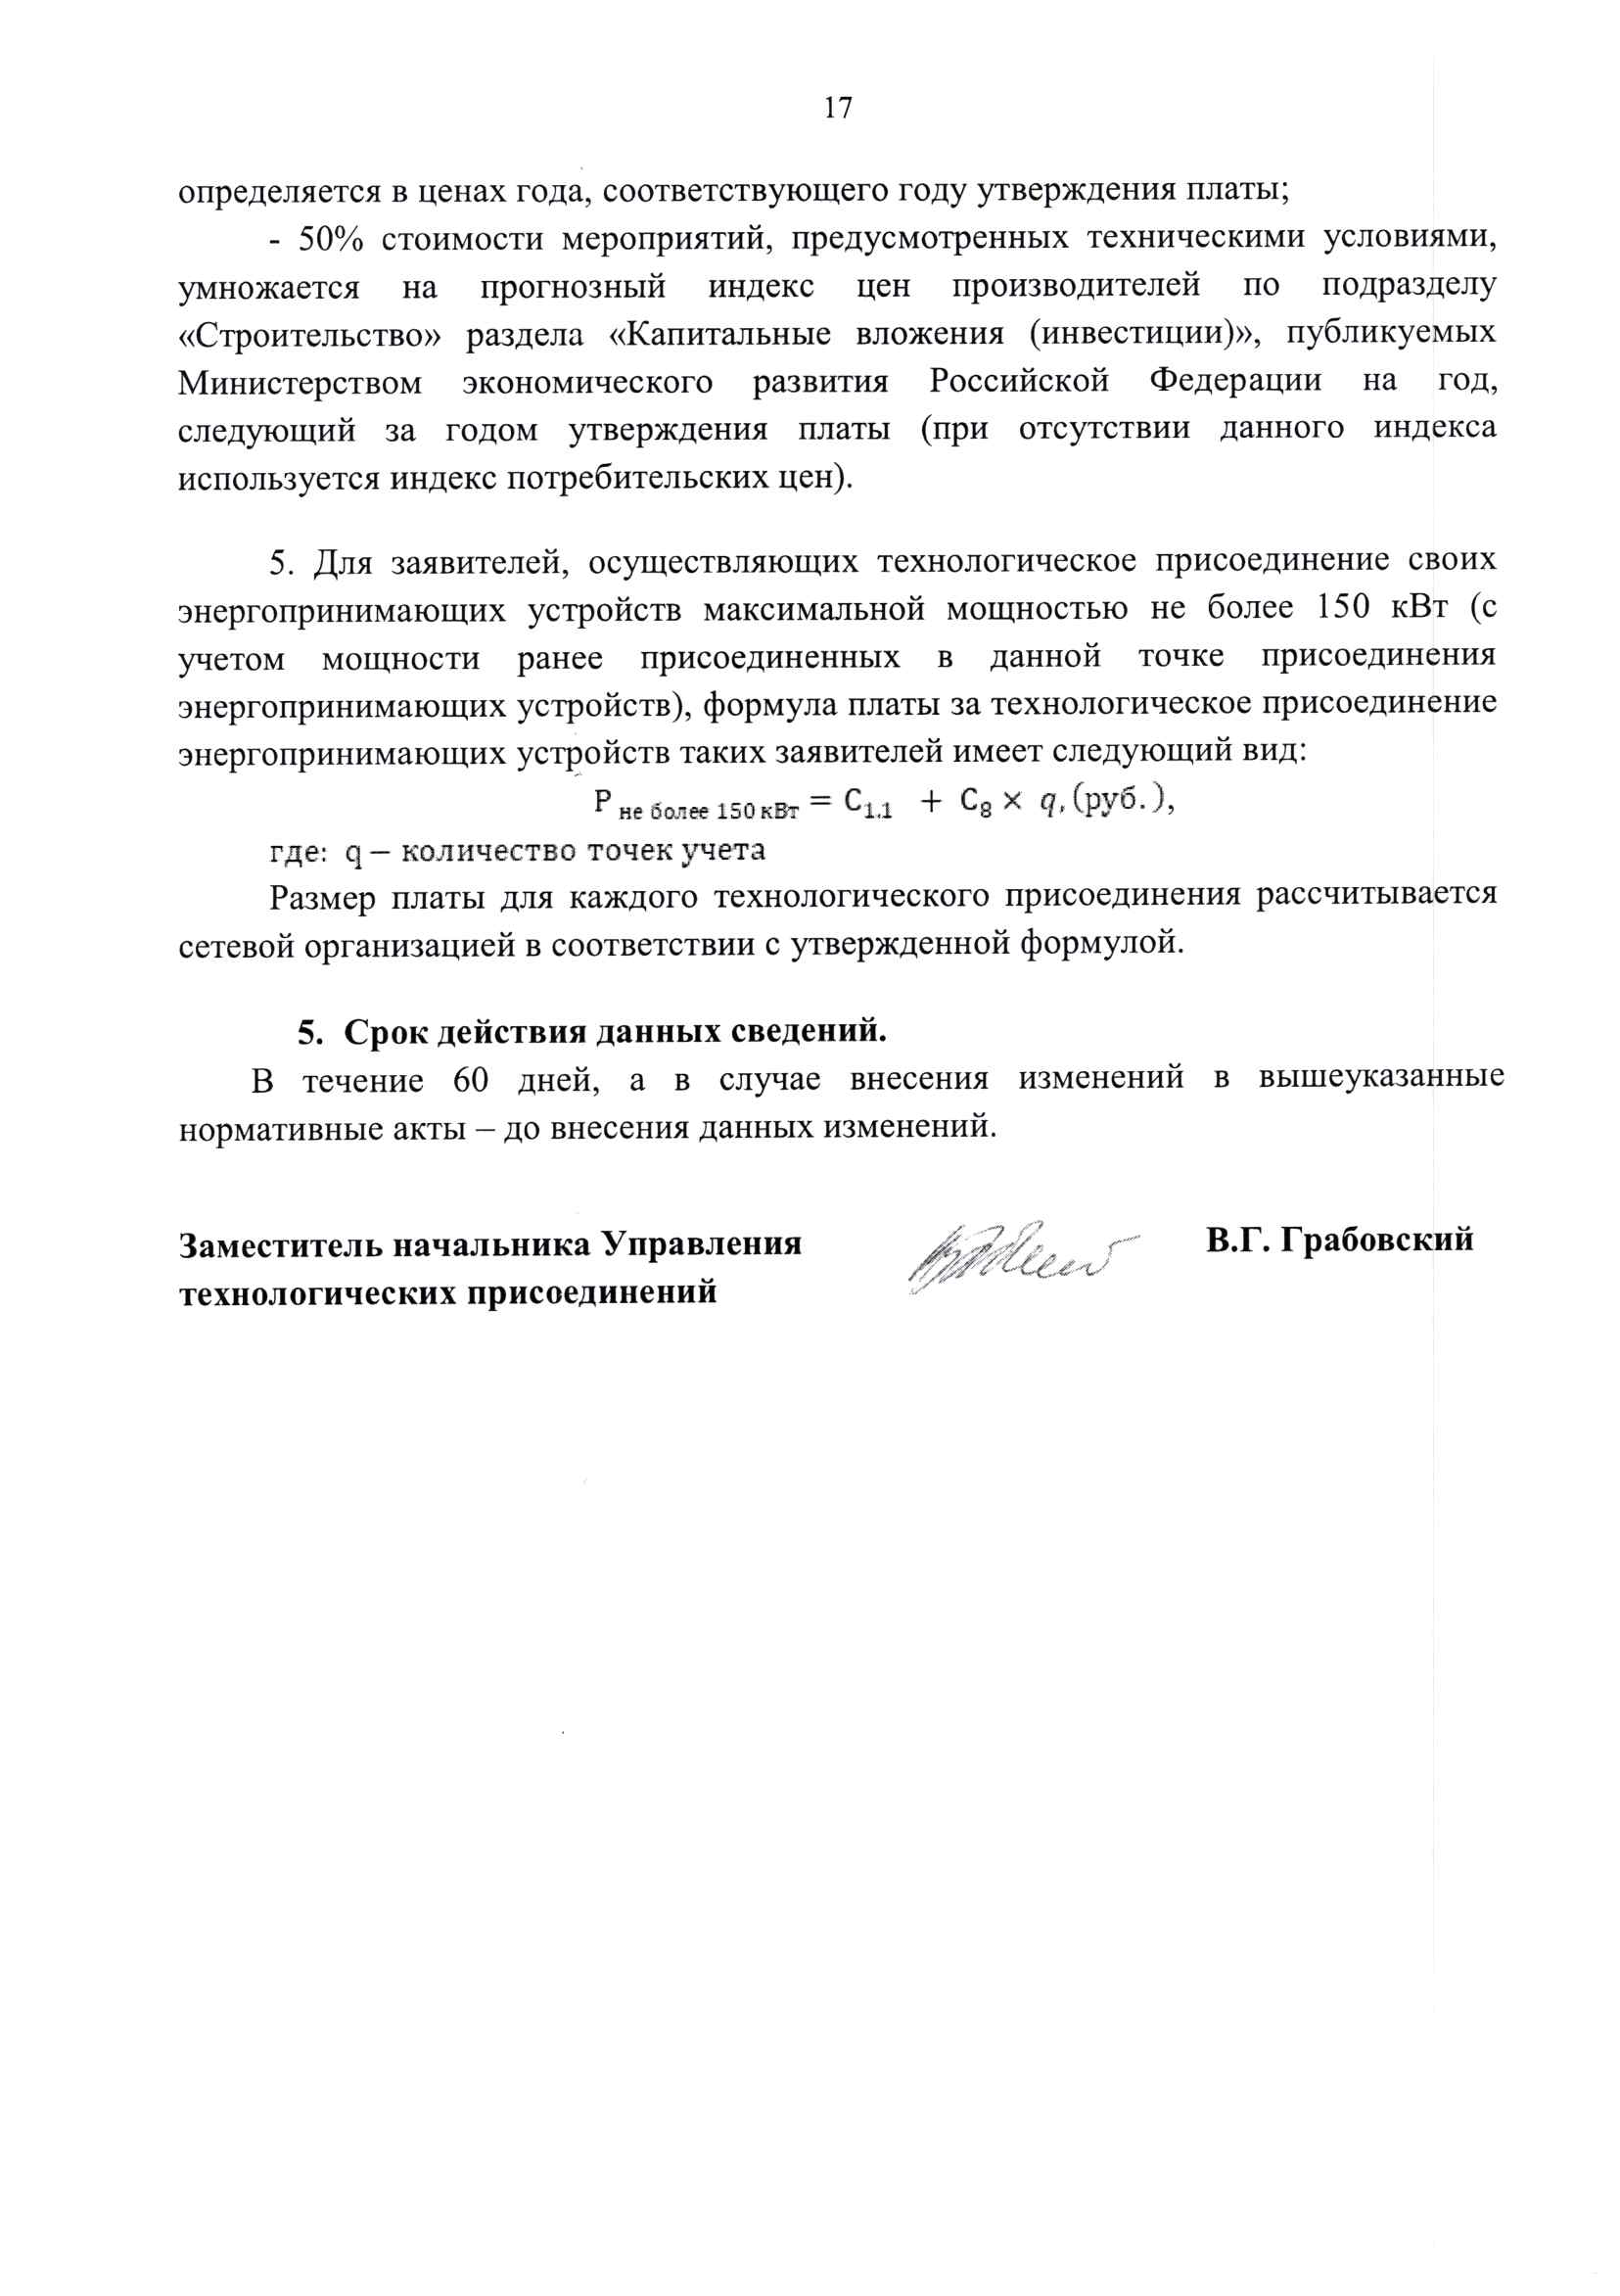 17
определяется в ценах года, соответствующего году утверждения платы;
- 50% стоимости мероприятий, предусмотренных техническими условиями,
умножается на прогнозный индекс цен производителей по подразделу
«Строительство» раздела «Капитальные вложения (инвестиции)», публикуемых
Министерством экономического развития Российской Федерации на год,
следующий за годом утверждения платы (при отсутствии данного индекса
используется индекс потребительских цен).
5. Для заявителей, осуществляющих технологическое присоединение своих
энергопринимающих устройств максимальной мощностью не более 150 кВт (с
учетом мощности ранее присоединенных в данной точке присоединения
энергопринимающих устройств), формула платы за технологическое присоединение
энергопринимающих устройств таких заявителей имеет следующий вид:
P не более 150 кВт = C1.1 + C8 × q, (руб.),
где: q – количество точек учета
Размер платы для каждого технологического присоединения рассчитывается
сетевой организацией в соответствии с утвержденной формулой.
5. Срок действия данных сведений.
В течение 60 дней, а в случае внесения изменений в вышеуказанные
нормативные акты – до внесения данных изменений.
Заместитель начальника Управления В.Г. Грабовский
технологических присоединений